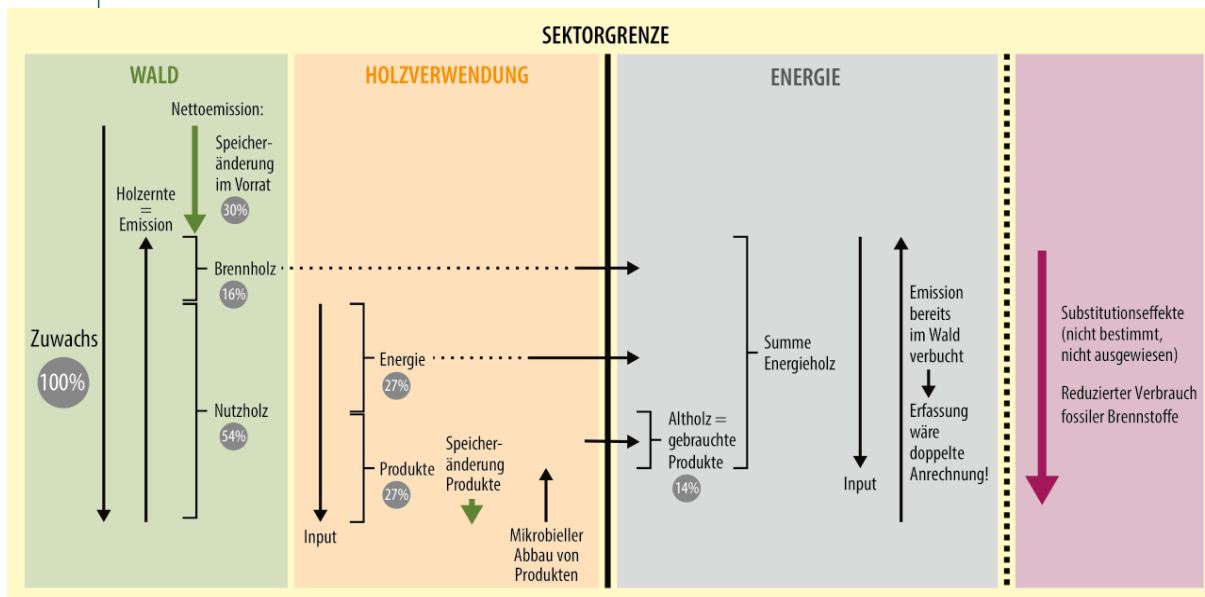 SEKTORGRENZE
WALD
Nettoemission:
Speicher-
änderung
im Vorrat
30%
Holzernte
=
Emission
Brennholz
16%
Zuwachs
100%
Nutzholz
54%
HOLZVERWENDUNG
Energie
27%
Produkte
27%
Input
Speicher-
änderung
Produkte
Mikrobieller
Abbau von
Produkten
ENERGIE
Summe
Energieholz
Altholz =
gebrauchte
Produkte
14%
Input
Emission
bereits
im Wald
verbucht
Erfassung
wäre
doppelte
Anrechnung!
Substitutionseffekte
(nicht bestimmt,
nicht ausgewiesen)
Reduzierter Verbrauch
fossiler Brennstoffe